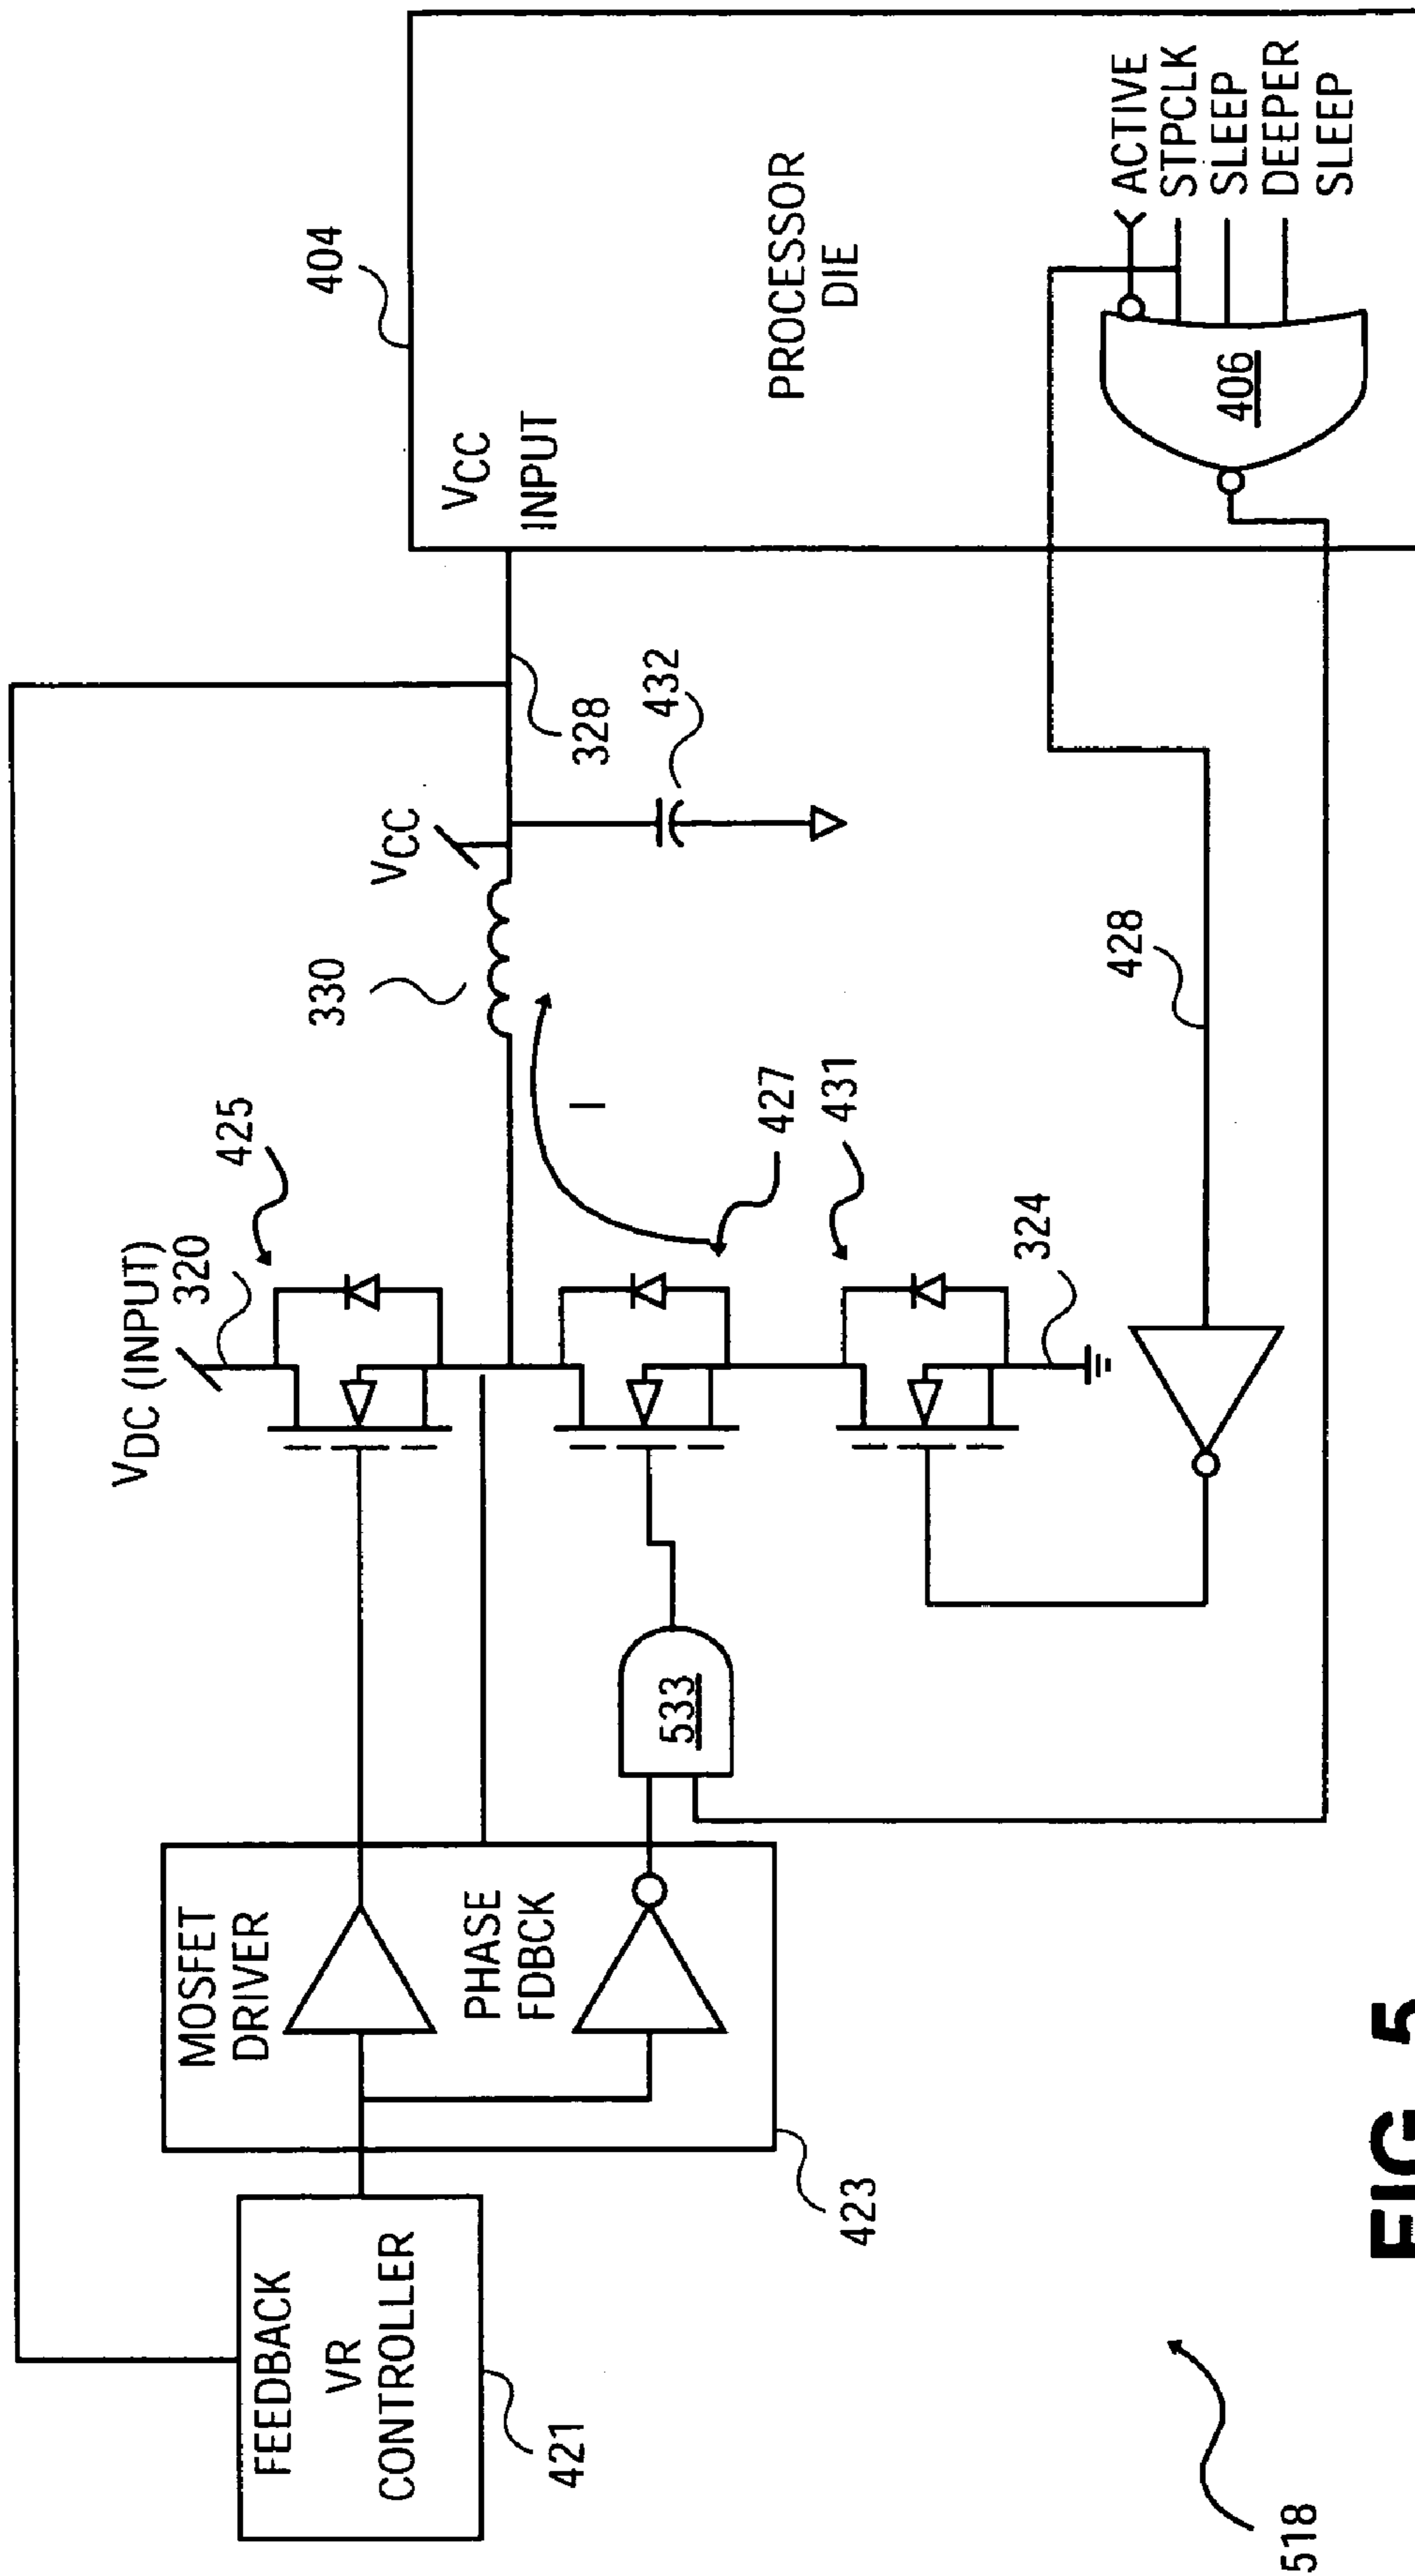 FEEDBACK
VR
CONTROLLER
421
MOSFET
DRIVER
PHASE
FDBCK
423
533
VDC (INPUT)
320
425
427
431
324
I
330
VCC
328
432
428
404
VCC
INPUT
PROCESSOR
DIE
406
ACTIVE
STPCLK
SLEEP
DEEPER
SLEEP
518
FIG. 5